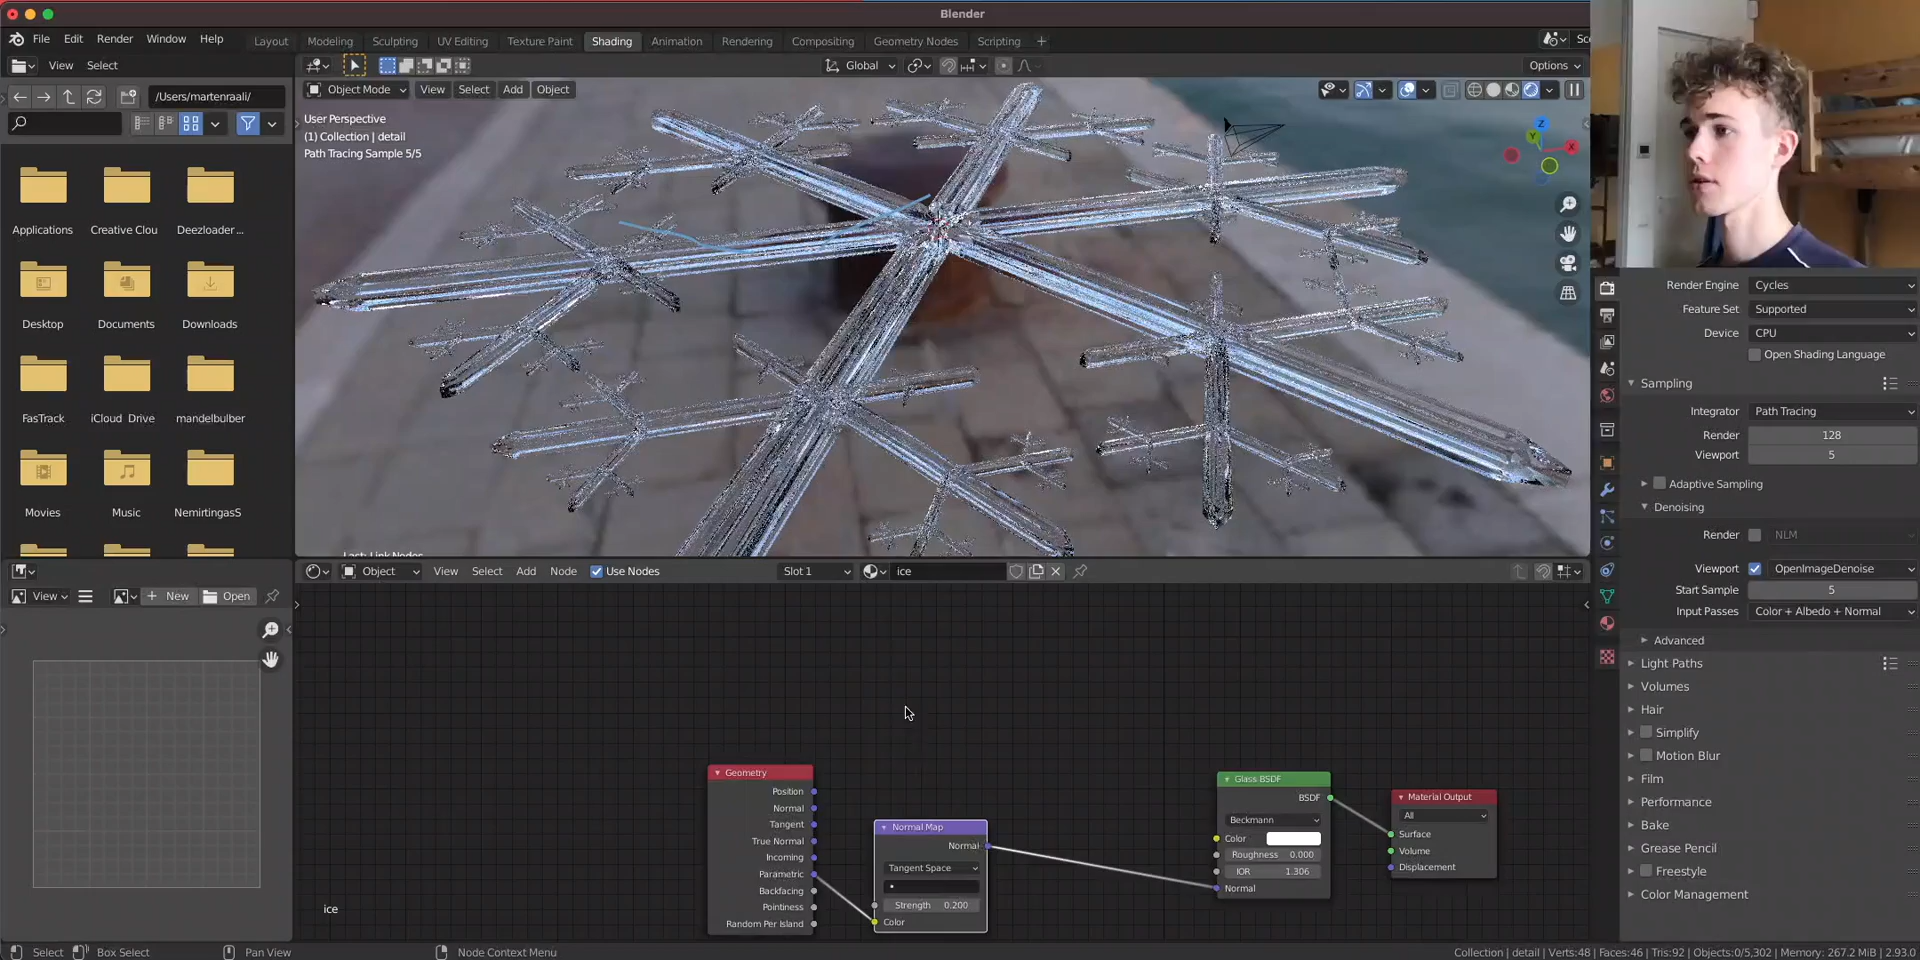 Blender
File Edit Render Window Help
Layout Modeling Sculpting UV Editing Texture Paint Shading Animation Rendering Compositing Geometry Nodes Scripting +
Sc
View Select
Global
Options
/Users/martenraali/
Object Mode View Select Add Object
User Perspective
(1) Collection | detail
Path Tracing Sample 5/5
Z
Y
X
Applications Creative Clou Deezloader ...
Desktop Documents Downloads
FasTrack iCloud Drive mandelbulber
Movies Music NemirtingasS
Last: Link Nodes
Object View Select Add Node Use Nodes Slot 1 ice
View New Open
Geometry
Position
Normal
Tangent
True Normal
Incoming
Parametric
Backfacing
Pointiness
Random Per Island
Normal Map
Normal
Tangent Space
Strength 0.200
Color
Glass BSDF
BSDF
Beckmann
Color
Roughness 0.000
IOR 1.306
Normal
Material Output
All
Surface
Volume
Displacement
ice
Render Engine Cycles
Feature Set Supported
Device CPU
Open Shading Language
Sampling
Integrator Path Tracing
Render 128
Viewport 5
Adaptive Sampling
Denoising
Render NLM
Viewport OpenImageDenoise
Start Sample 5
Input Passes Color + Albedo + Normal
Advanced
Light Paths
Volumes
Hair
Simplify
Motion Blur
Film
Performance
Bake
Grease Pencil
Freestyle
Color Management
Select Box Select Pan View Node Context Menu
Collection | detail | Verts:48 | Faces:46 | Tris:92 | Objects:0/5,302 | Memory: 267.2 MiB | 2.93.0